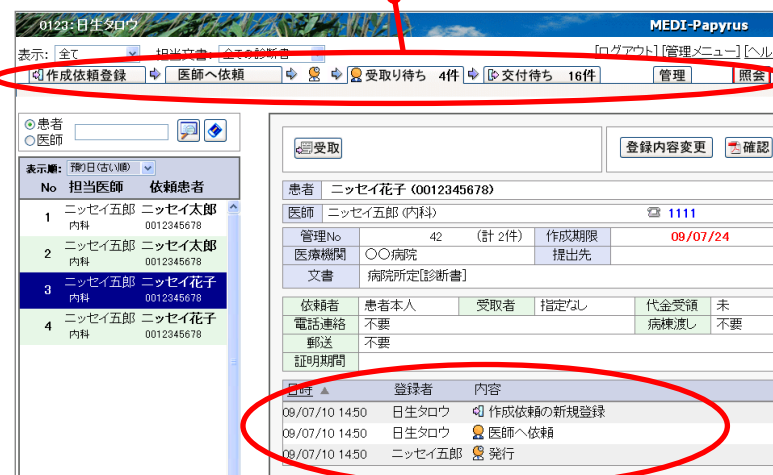 0123:日生タロウ MEDI-Papyrus
表示: 全て 担当文書: 全ての診断書 [ログアウト] [管理メニュー] [ヘル
作成依頼登録 医師へ依頼 受取り待ち 4件 交付待ち 16件 管理 照会
患者
医師
受取 登録内容変更 確認
表示順: 預り日(古い順)
No 担当医師 依頼患者
1 ニッセイ五郎 ニッセイ太郎
内科 0012345678
2 ニッセイ五郎 ニッセイ太郎
内科 0012345678
3 ニッセイ五郎 ニッセイ花子
内科 0012345678
4 ニッセイ五郎 ニッセイ花子
内科 0012345678
患者 ニッセイ花子 (0012345678)
医師 ニッセイ五郎 (内科) 1111
管理No 42 (計 2件) 作成期限 09/07/24
医療機関 〇〇病院 提出先
文書 病院所定[診断書]
依頼者 患者本人 受取者 指定なし 代金受領 未
電話連絡 不要 病棟渡し 不要
郵送 不要
証明期間
日時 ▲ 登録者 内容
09/07/10 14:50 日生タロウ 作成依頼の新規登録
09/07/10 14:50 日生タロウ 医師へ依頼
09/07/10 14:50 ニッセイ五郎 発行